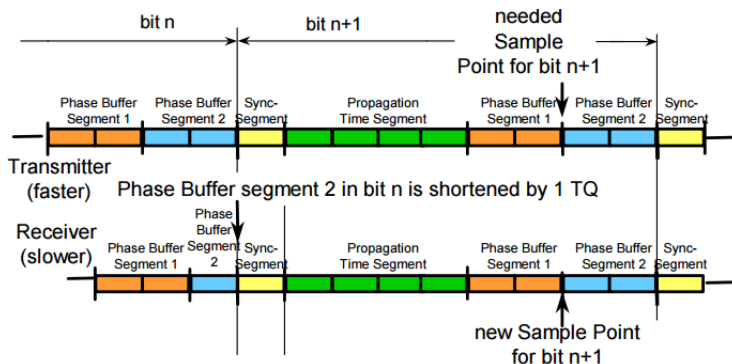 bit n
bit n+1
needed
Sample
Point for bit n+1
Phase Buffer
Segment 1
Phase Buffer
Segment 2
Sync-
Segment
Propagation
Time Segment
Phase Buffer
Segment 1
Phase Buffer
Segment 2
Sync-
Segment
Transmitter
(faster)
Phase Buffer segment 2 in bit n is shortened by 1 TQ
Receiver
(slower)
Phase Buffer
Segment 1
Phase
Buffer
Segment
2
Sync-
Segment
Propagation
Time Segment
Phase Buffer
Segment 1
Phase Buffer
Segment 2
Sync-
Segment
new Sample Point
for bit n+1